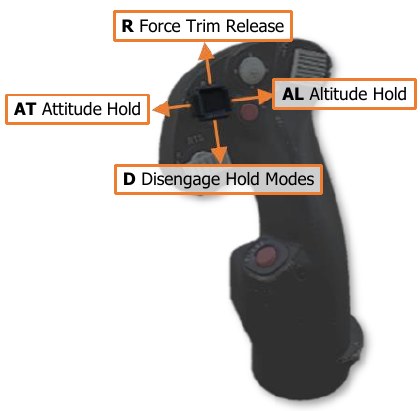 R Force Trim Release
AT Attitude Hold
AL Altitude Hold
D Disengage Hold Modes